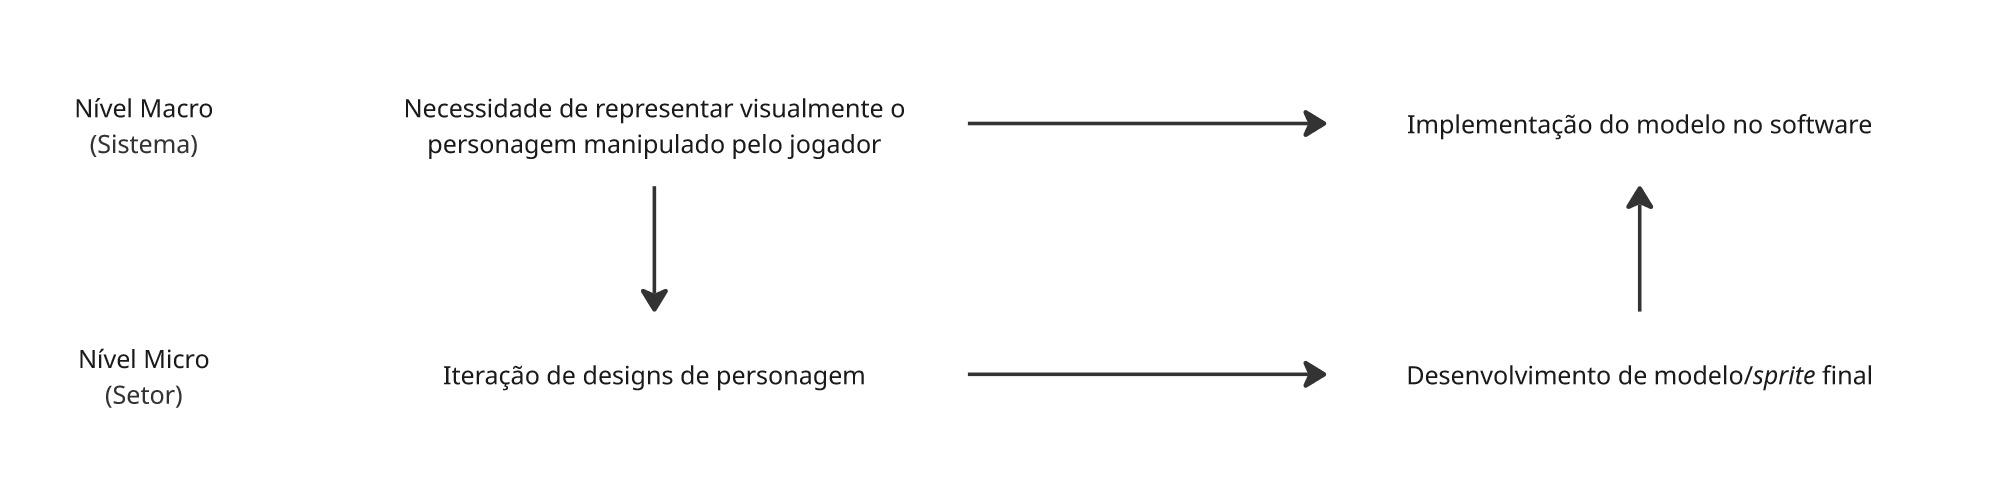 Nível Macro
(Sistema)
Necessidade de representar visualmente o
personagem manipulado pelo jogador
Implementação do modelo no software
Nível Micro
(Setor)
Iteração de designs de personagem
Desenvolvimento de modelo/sprite final